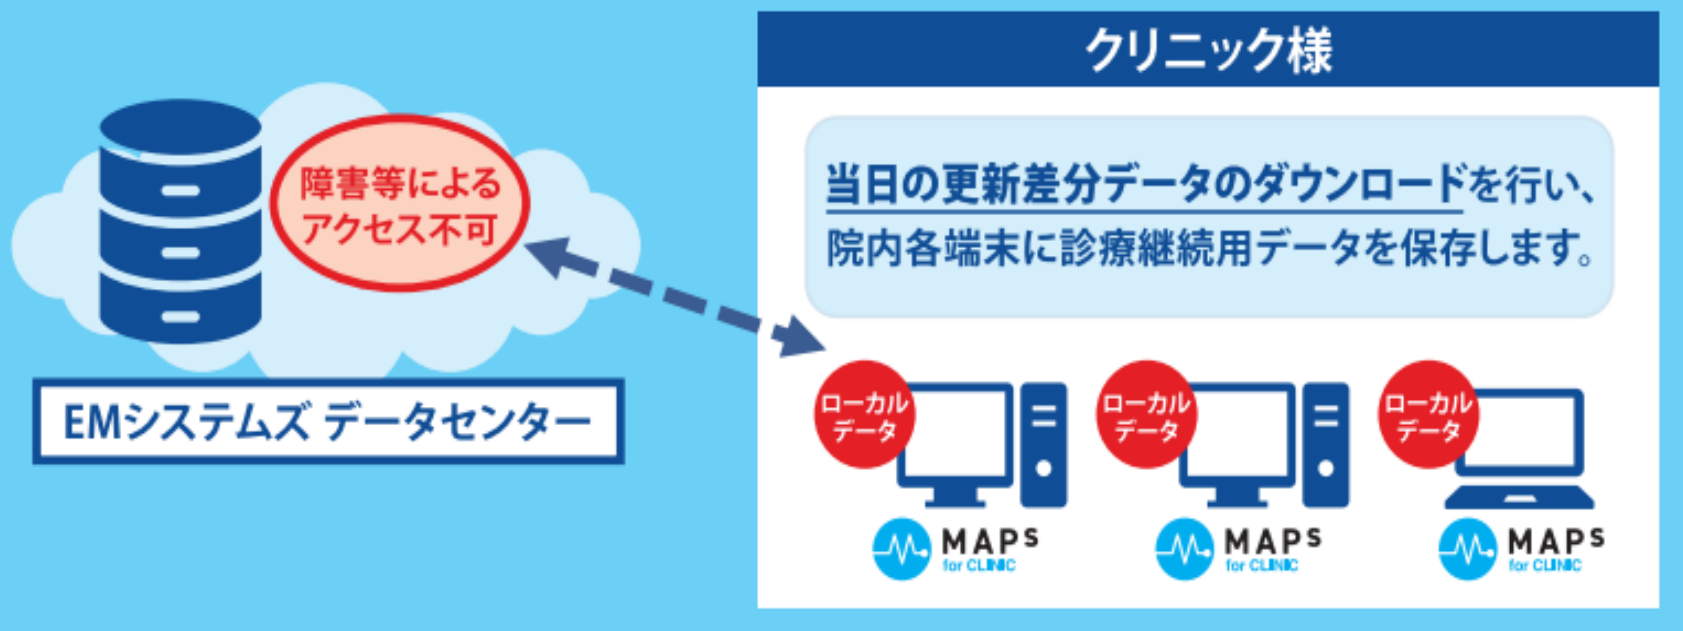 クリニック様
障害等による
アクセス不可
当日の更新差分データのダウンロードを行い、
院内各端末に診療継続用データを保存します。
EMシステムズ データセンター
ローカル
データ
ローカル
データ
ローカル
データ
MAPs
for CLINIC
MAPs
for CLINIC
MAPs
for CLINIC